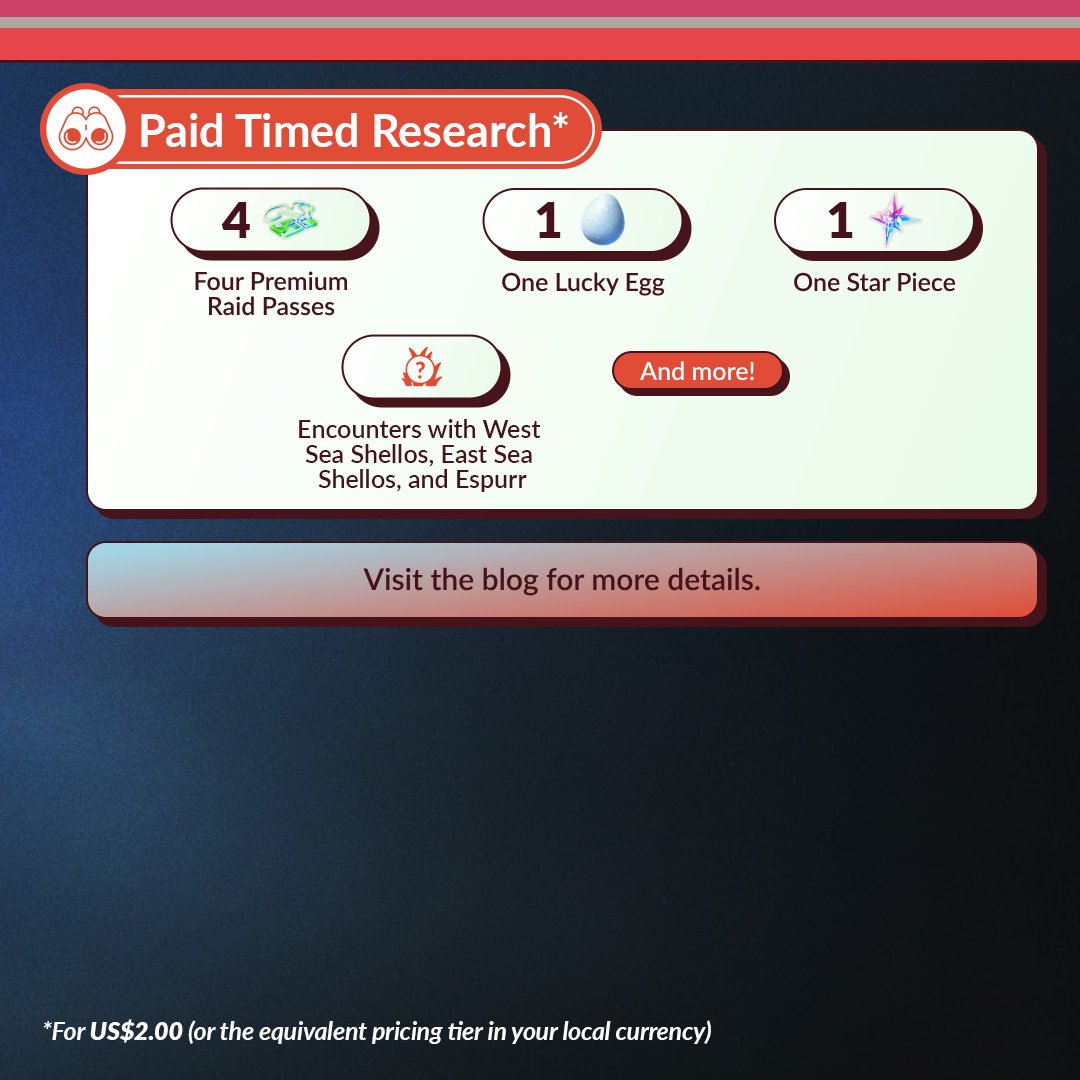 Paid Timed Research*
4
Four Premium
Raid Passes
1
One Lucky Egg
1
One Star Piece
?
Encounters with West
Sea Shellos, East Sea
Shellos, and Espurr
And more!
Visit the blog for more details.
*For US$2.00 (or the equivalent pricing tier in your local currency)